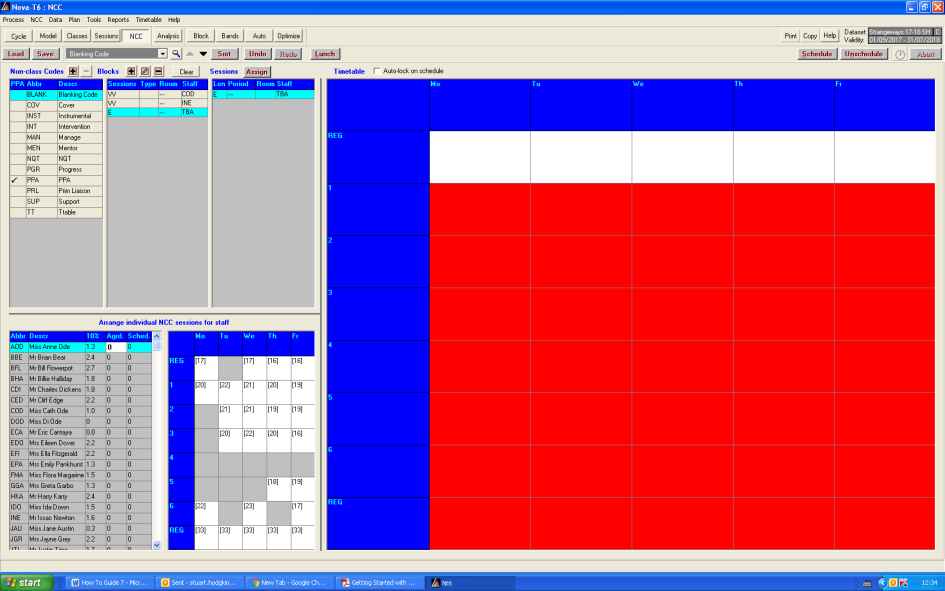 Nova-T6 : NCC
Process NCC Data Plan Tools Reports Timetable Help
Cycle Model Classes Sessions NCC Analysis Block Bands Auto Optimize Print Copy Help Dataset Strangeways 17-18 SH C
Validity 01/09/2017 - 31/07/2018
Load Save Blanking Code Sort Undo Redo Lunch Schedule Unschedule Abort
Non-class Codes Blocks Clear Sessions Assign Timetable Auto-lock on schedule
PPA Abbr Descr Sessions Type Room Staff Len Period Room Staff Mo Tu We Th Fr
BLANK Blanking Code W --- COD E --- TBA
COV Cover W --- INE
INST Instrumental E --- TBA
INT Intervention
MAN Manage REG
MEN Mentor
NQT NQT
PGR Progress
PPA PPA
PRL Prim Liaison 1
SUP Support
TT Ttable
2
3
Arrange individual NCC sessions for staff
Abbr Descr 10% Agrd. Sched. Mo Tu We Th Fr
AOD Miss Anne Ode 1.3 0 0 4
BBE Mr Brian Bear 2.4 0 0 REG [17] [17] [16] [16]
BFL Mr Bill Flowerpot 2.7 0 0
BHA Mr Billie Halliday 1.8 0 0 1 [20] [22] [21] [20] [19]
CDI Mr Charles Dickens 1.8 0 0
CED Mr Cliff Edge 2.2 0 0 5
COD Miss Cath Ode 1.0 0 0 2 [21] [21] [19] [19]
DOD Miss Di Ode 0 0 0
ECA Mr Eric Cantaya 0.8 0 0 3 [20] [22] [20] [16]
EDO Mrs Eileen Dover 2.2 0 0
EFI Mrs Ella Fitzgerald 2.2 0 0 6
EPA Mrs Emily Pankhurst 1.3 0 0 4
FMA Miss Flora Margarine 1.5 0 0
GGA Mrs Greta Garbo 1.3 0 0 5 [18] [19]
HKA Mr Harry Karry 2.4 0 0
IDO Miss Ida Down 1.5 0 0 6 [22] [23] [17] REG
INE Mr Issac Newton 1.6 0 0
JAU Miss Jane Austin 0.3 0 0 REG [33] [33] [33] [33] [33]
JGR Mrs Jayne Grey 2.2 0 0
start How To Guide 7 - Micr... Sent - stuart.hodgkin... New Tab - Google Ch... Getting Started with ... Nt6 12:34